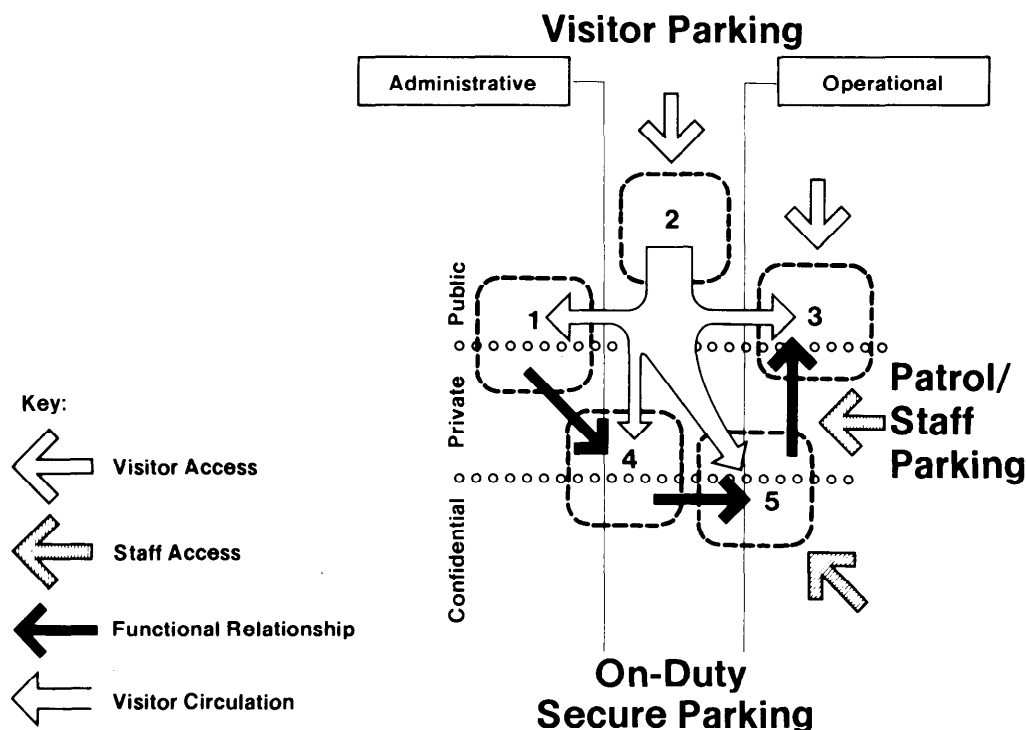 Visitor Parking
Administrative
Operational
2
1
3
Public
Private
Confidential
4
5
Patrol/
Staff
Parking
Key:
Visitor Access
Staff Access
Functional Relationship
Visitor Circulation
On-Duty
Secure Parking